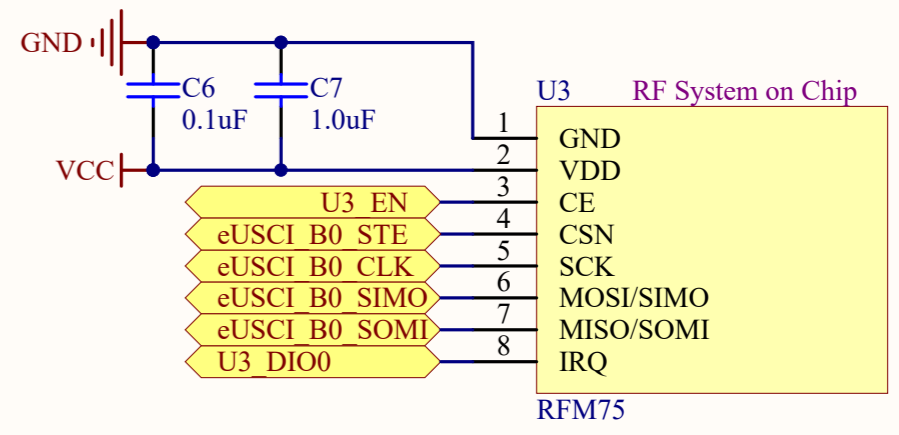 GND
C6
0.1uF
C7
1.0uF
VCC
U3
RF System on Chip
1
GND
2
VDD
U3_EN
3
CE
eUSCI_B0_STE
4
CSN
eUSCI_B0_CLK
5
SCK
eUSCI_B0_SIMO
6
MOSI/SIMO
eUSCI_B0_SOMI
7
MISO/SOMI
U3_DIO0
8
IRQ
RFM75